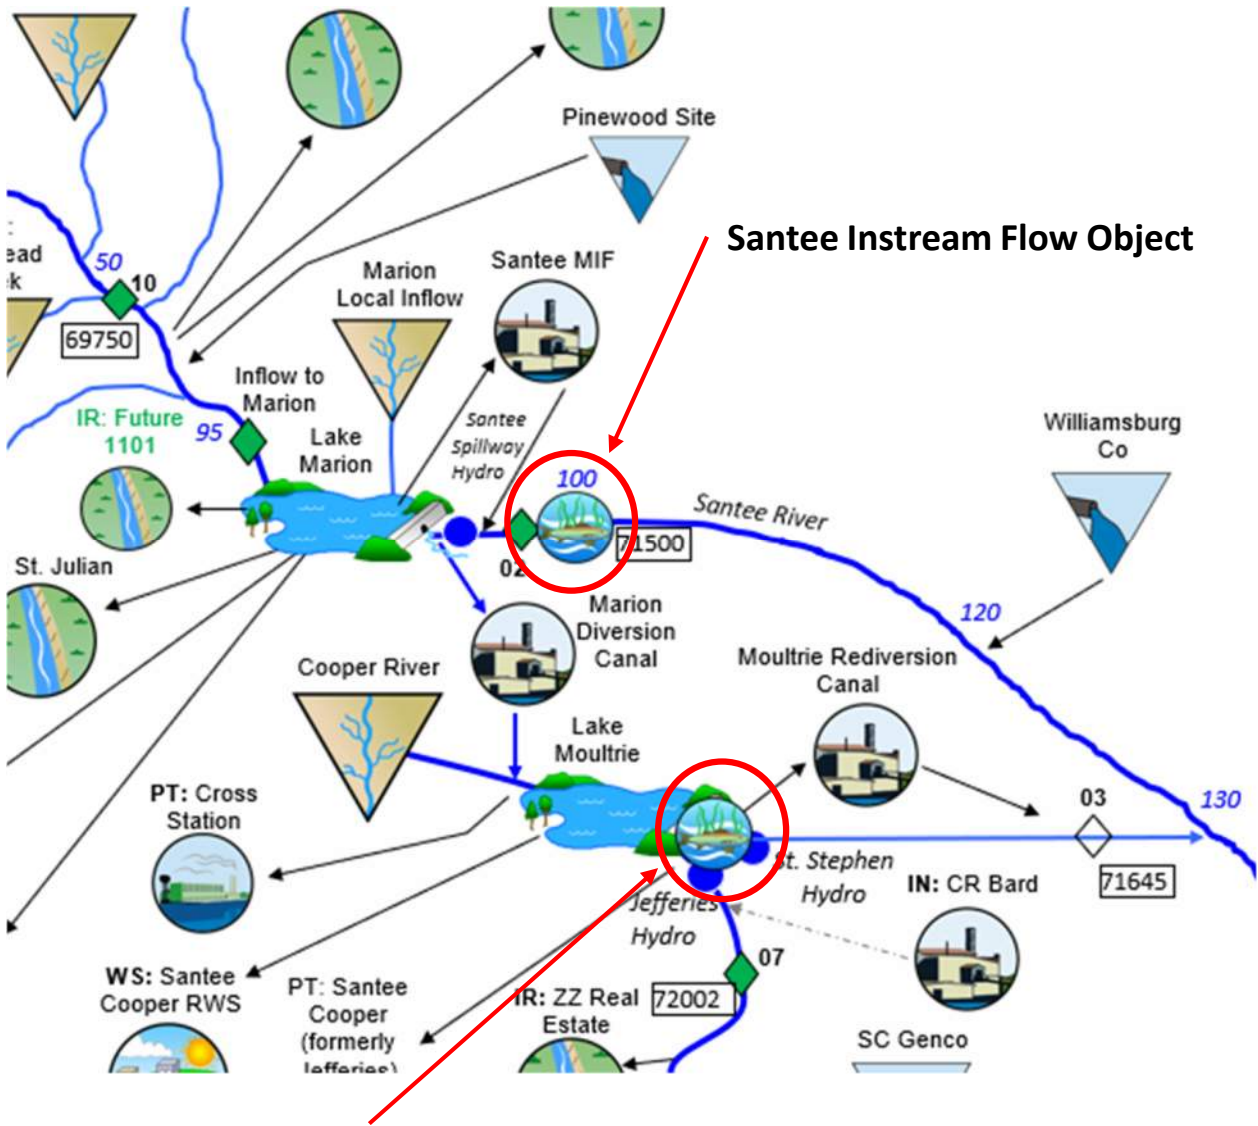 Pinewood Site
Santee Instream Flow Object
:
ead
k
50
10
69750
Santee MIF
Marion
Local Inflow
Inflow to
Marion
IR: Future
1101
95
Lake
Marion
Santee
Spillway
Hydro
100
Santee River
71500
02
Williamsburg
Co
St. Julian
120
Marion
Diversion
Canal
Cooper River
Moultrie Rediversion
Canal
Lake
Moultrie
PT: Cross
Station
03
130
St. Stephen
Hydro
71645
IN: CR Bard
Jefferies
Hydro
07
WS: Santee
Cooper RWS
PT: Santee
Cooper
(formerly
Jefferies)
IR: ZZ Real
Estate
72002
SC Genco